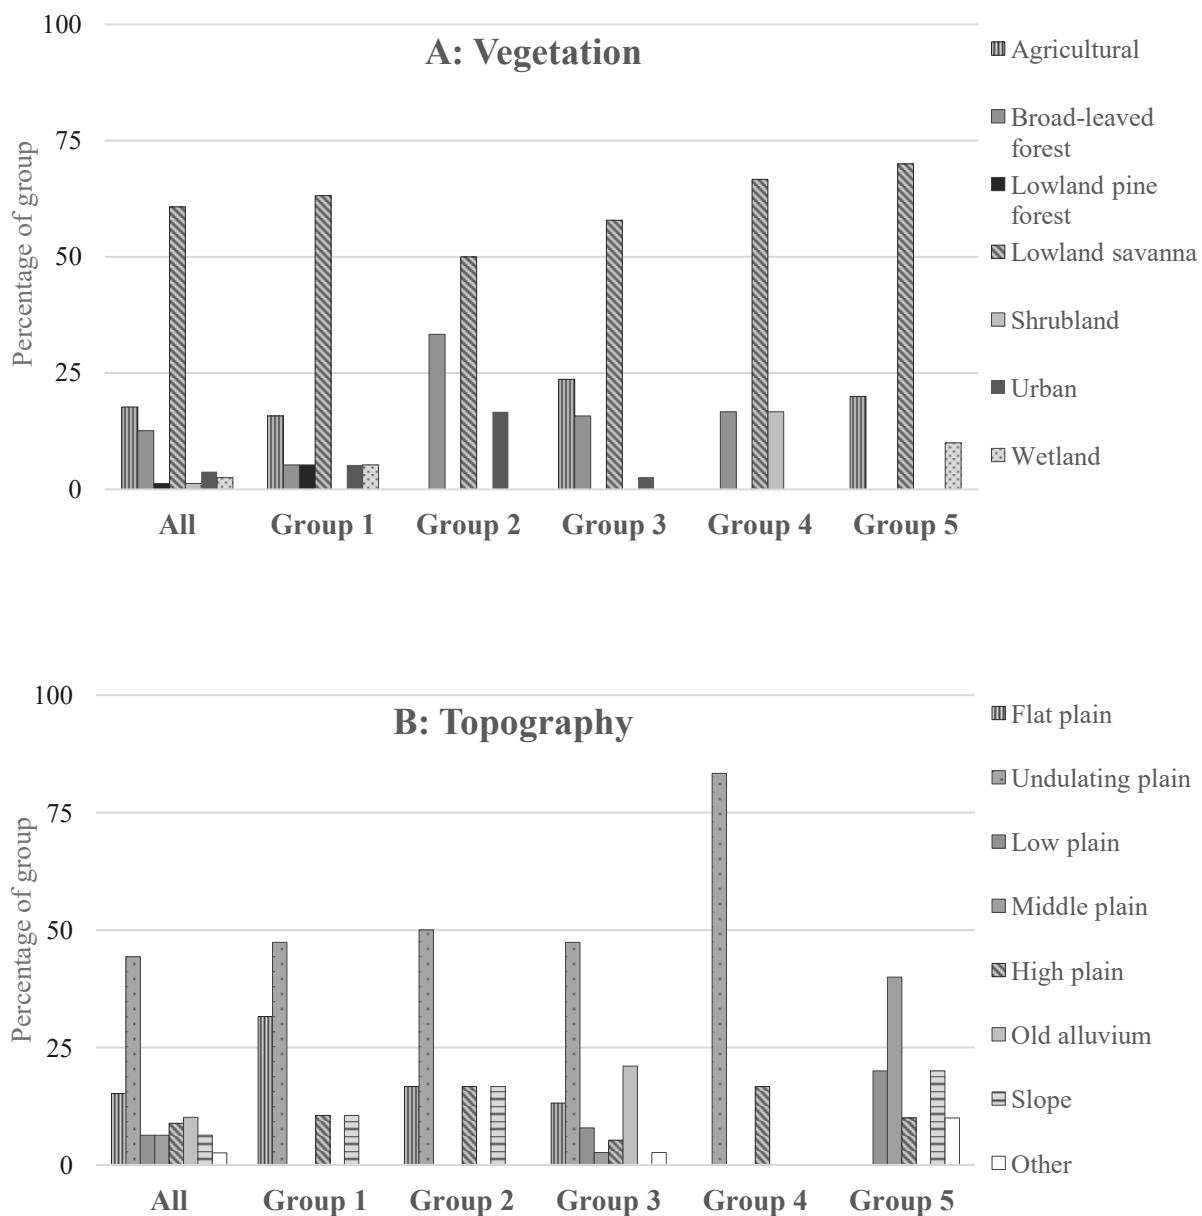 A: Vegetation
Percentage of group
100
75
50
25
0
All
Group 1
Group 2
Group 3
Group 4
Group 5
Agricultural
Broad-leaved
forest
Lowland pine
forest
Lowland savanna
Shrubland
Urban
Wetland
B: Topography
Percentage of group
100
75
50
25
0
All
Group 1
Group 2
Group 3
Group 4
Group 5
Flat plain
Undulating plain
Low plain
Middle plain
High plain
Old alluvium
Slope
Other